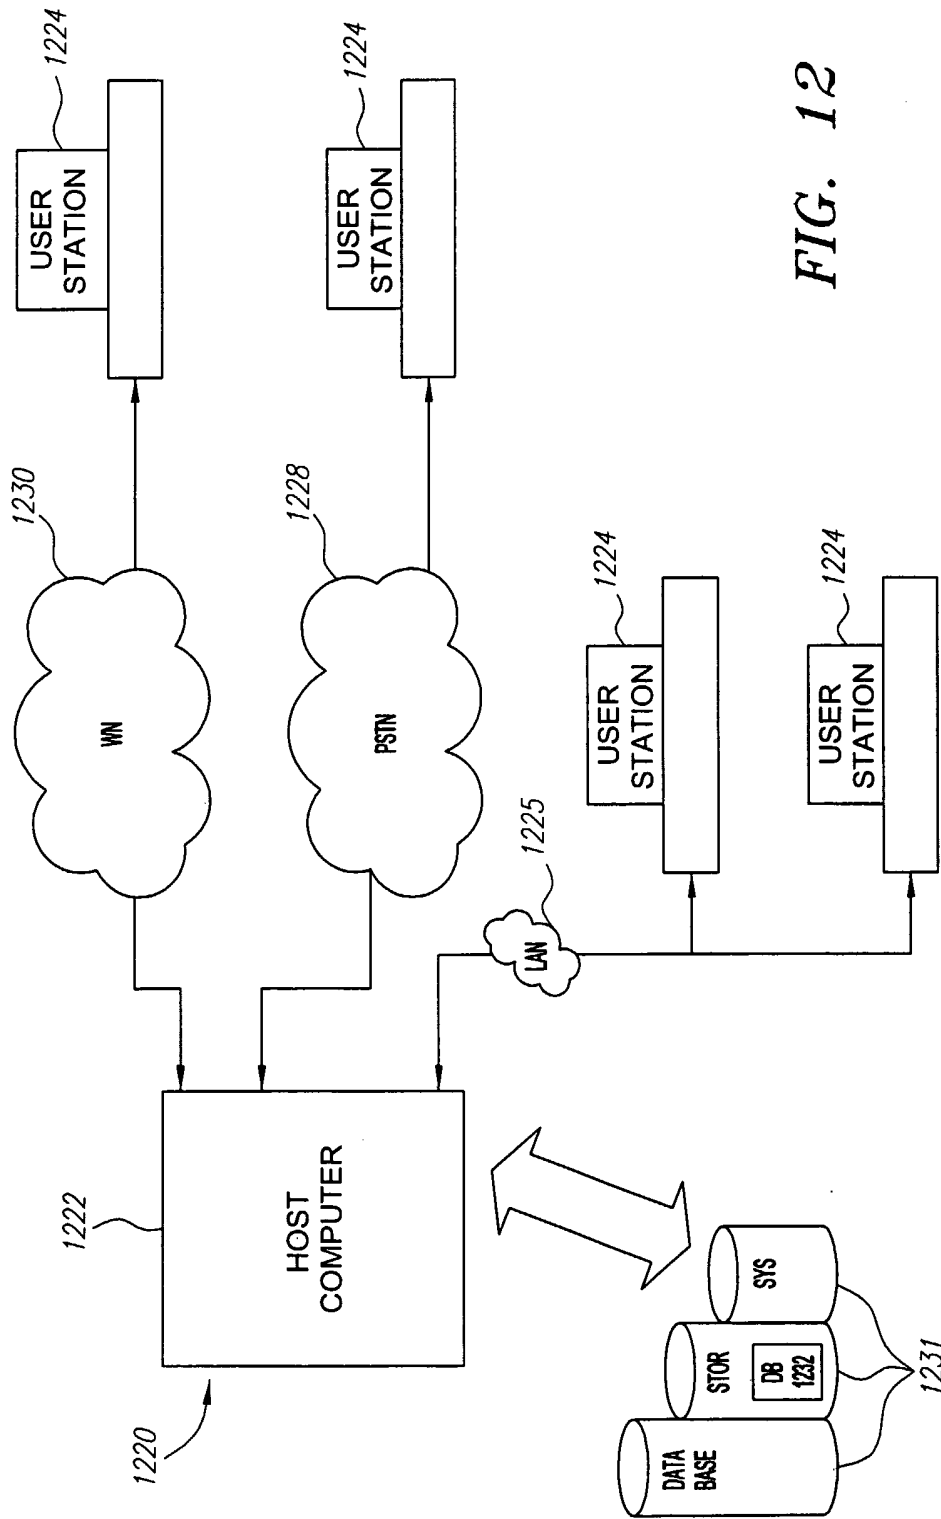 1220
1222
HOST
COMPUTER
1230
WN
USER
STATION
1224
1228
PSTN
USER
STATION
1224
1225
LAN
USER
STATION
1224
USER
STATION
1224
DATA
BASE
STOR
DB
1232
SYS
1231
FIG. 12